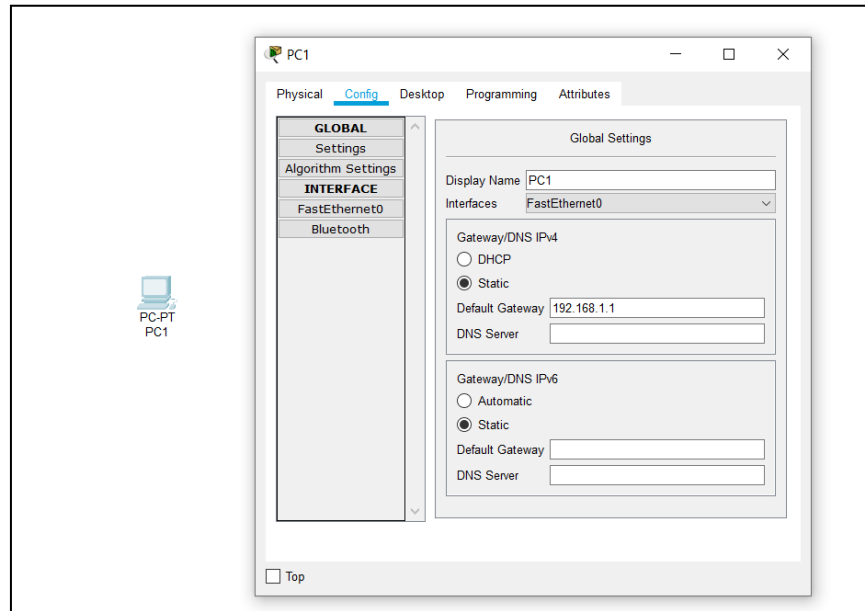 PC1
Physical Config Desktop Programming Attributes
GLOBAL
Settings
Algorithm Settings
INTERFACE
FastEthernet0
Bluetooth
Global Settings
Display Name PC1
Interfaces FastEthernet0
Gateway/DNS IPv4
DHCP
Static
Default Gateway 192.168.1.1
DNS Server
Gateway/DNS IPv6
Automatic
Static
Default Gateway
DNS Server
Top
PC-PT
PC1